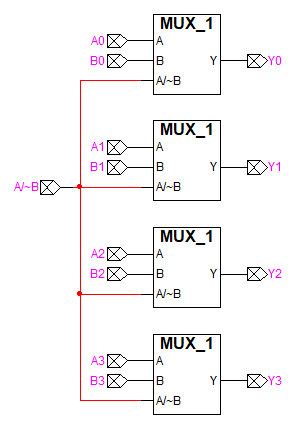 MUX_1
A0 A
B0 B Y Y0
A/~B
MUX_1
A1 A
B1 B Y Y1
A/~B A/~B
MUX_1
A2 A
B2 B Y Y2
A/~B
MUX_1
A3 A
B3 B Y Y3
A/~B